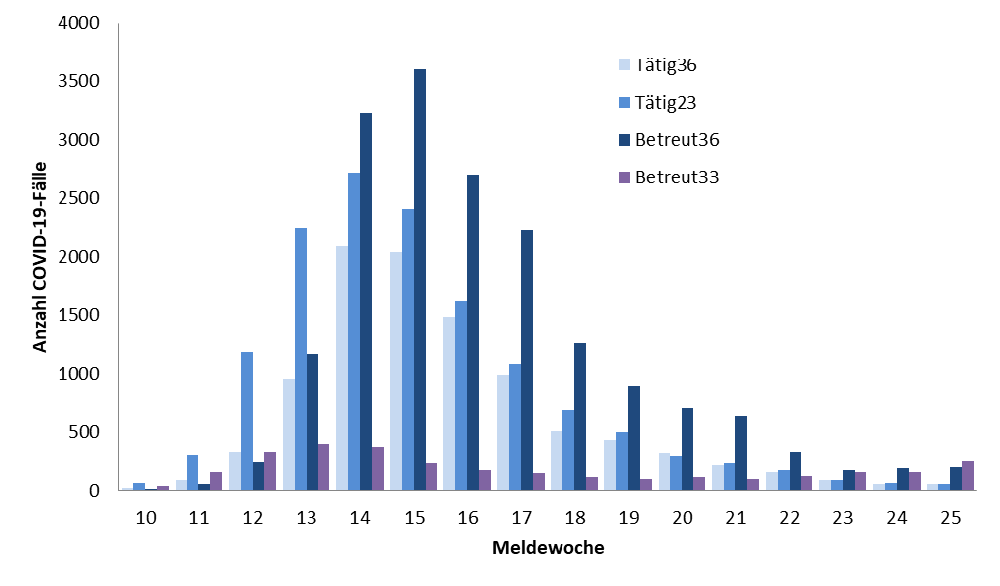 4000
3500
3000
2500
2000
1500
1000
500
0
Anzahl COVID-19-Fälle
Tätig36
Tätig23
Betreut36
Betreut33
10 11 12 13 14 15 16 17 18 19 20 21 22 23 24 25
Meldewoche